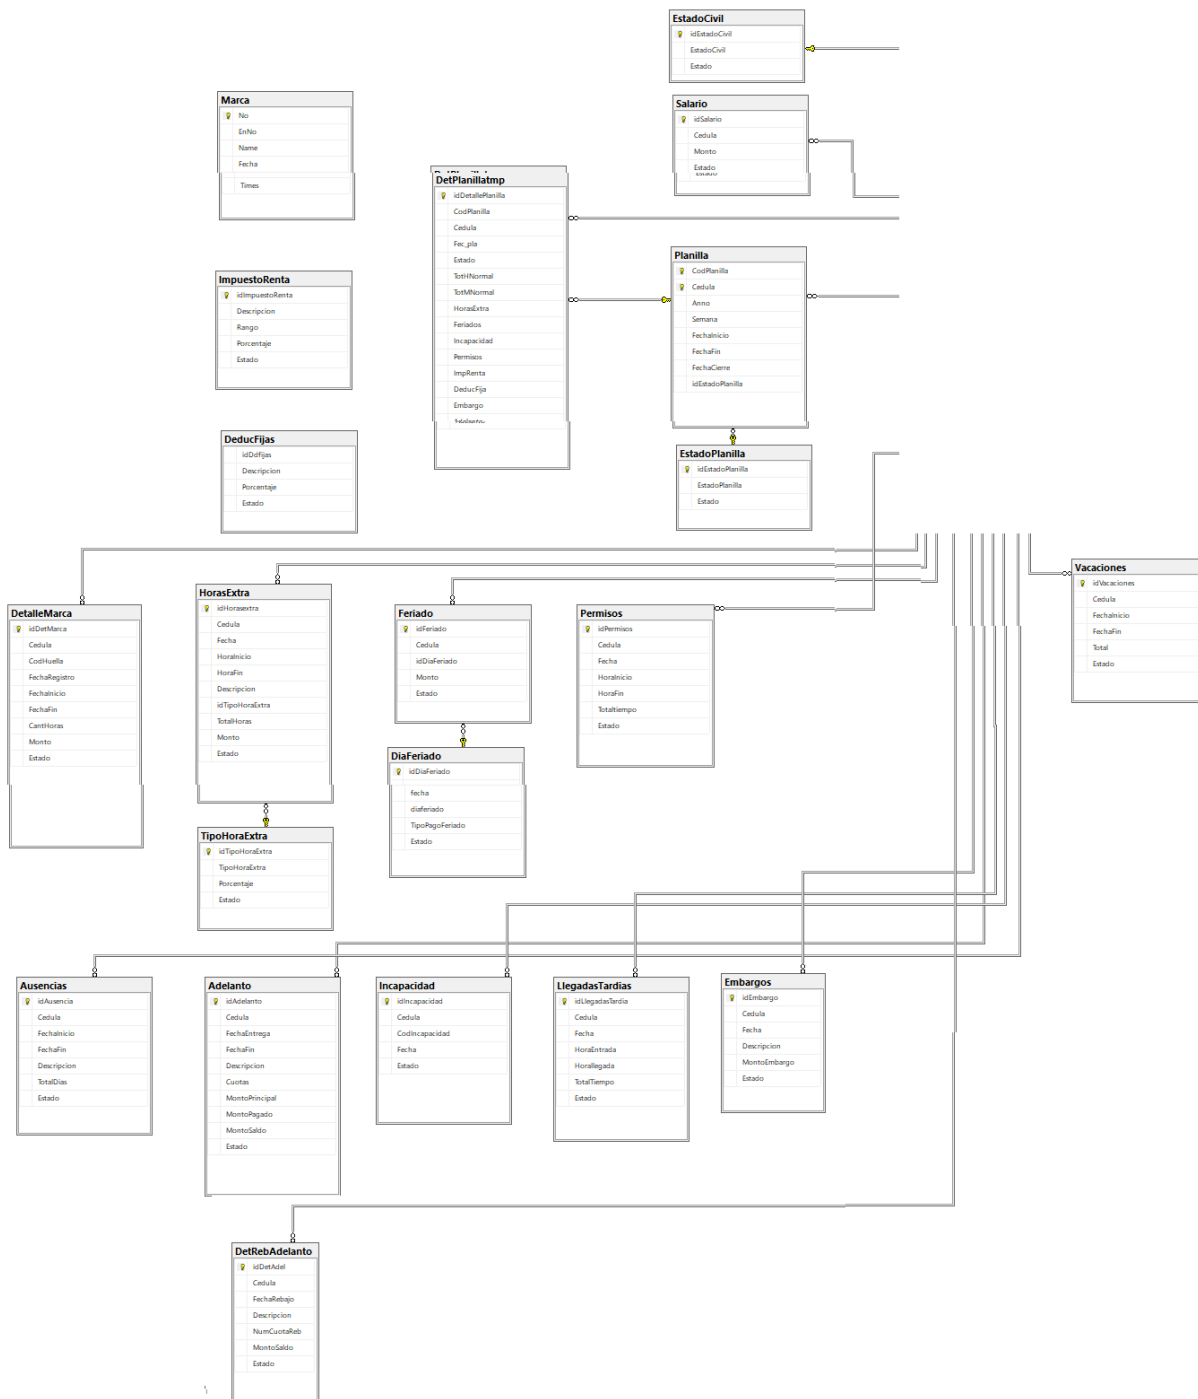 EstadoCivil
idEstadoCivil
EstadoCivil
Estado
Marca
No
EnNo
Name
Fecha
Times
Salario
idSalario
Cedula
Monto
Estado
DetPlanillatmp
idDetallePlanilla
CodPlanilla
Cedula
Fec_pla
Estado
TotHNormal
TotMNormal
HorasExtra
Feriados
Incapacidad
Permisos
ImpRenta
DeducFija
Embargo
Planilla
CodPlanilla
Cedula
Anno
Semana
FechaInicio
FechaFin
FechaCierre
idEstadoPlanilla
ImpuestoRenta
idImpuestoRenta
Descripcion
Rango
Porcentaje
Estado
DeducFijas
idDdfijas
Descripcion
Porcentaje
Estado
EstadoPlanilla
idEstadoPlanilla
EstadoPlanilla
Estado
Vacaciones
idVacaciones
Cedula
FechaInicio
FechaFin
Total
Estado
DetalleMarca
idDetMarca
Cedula
CodHuella
FechaRegistro
FechaInicio
FechaFin
CantHoras
Monto
Estado
HorasExtra
idHorasextra
Cedula
Fecha
HoraInicio
HoraFin
Descripcion
idTipoHoraExtra
TotalHoras
Monto
Estado
Feriado
idFeriado
Cedula
idDiaFeriado
Monto
Estado
Permisos
idPermisos
Cedula
Fecha
HoraInicio
HoraFin
Totaltiempo
Estado
DiaFeriado
idDiaFeriado
fecha
diaferiado
TipoPagoFeriado
Estado
TipoHoraExtra
idTipoHoraExtra
TipoHoraExtra
Porcentaje
Estado
Ausencias
idAusencia
Cedula
FechaInicio
FechaFin
Descripcion
TotalDias
Estado
Adelanto
idAdelanto
Cedula
FechaEntrega
FechaFin
Descripcion
Cuotas
MontoPrincipal
MontoPagado
MontoSaldo
Estado
Incapacidad
idIncapacidad
Cedula
CodIncapacidad
Fecha
Estado
LlegadasTardias
idLlegadasTardia
Cedula
Fecha
HoraEntrada
Horallegada
TotalTiempo
Estado
Embargos
idEmbargo
Cedula
Fecha
Descripcion
MontoEmbargo
Estado
DetRebAdelanto
idDetAdel
Cedula
FechaRebajo
Descripcion
NumCuotaReb
MontoSaldo
Estado